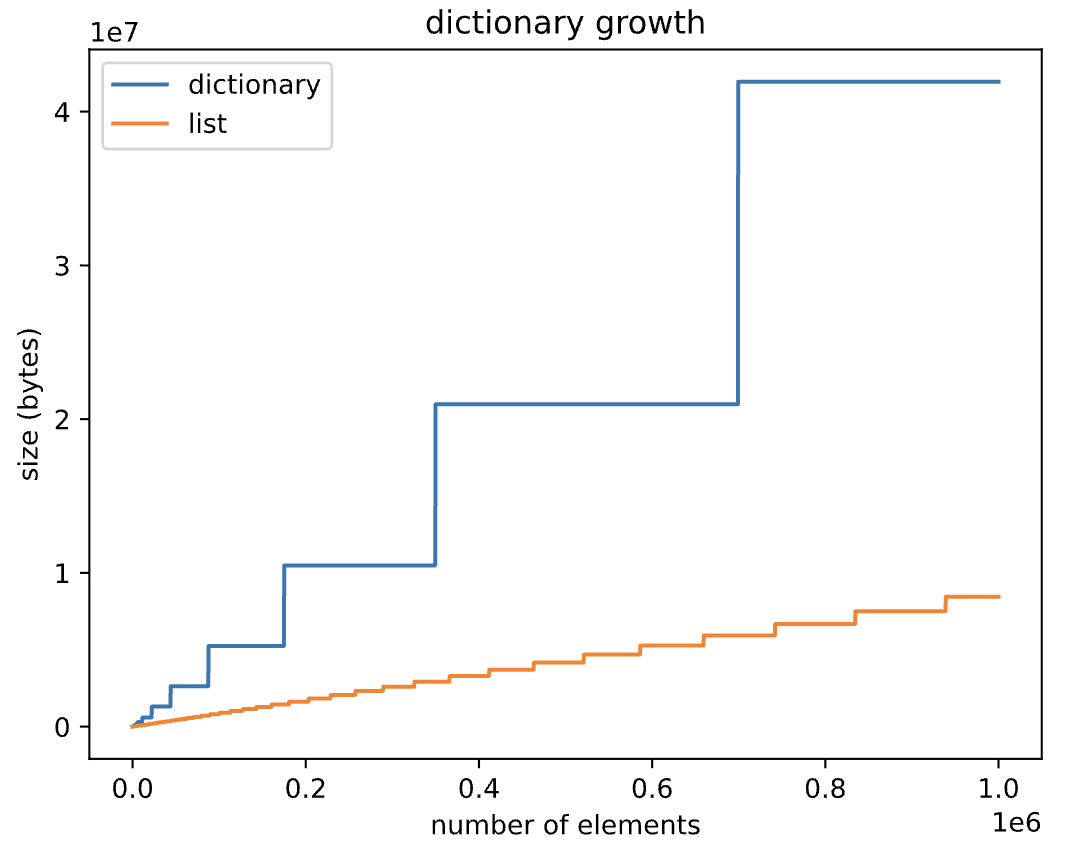 dictionary growth
1e7
dictionary
list
4
3
2
1
0
size (bytes)
0.0 0.2 0.4 0.6 0.8 1.0
1e6
number of elements